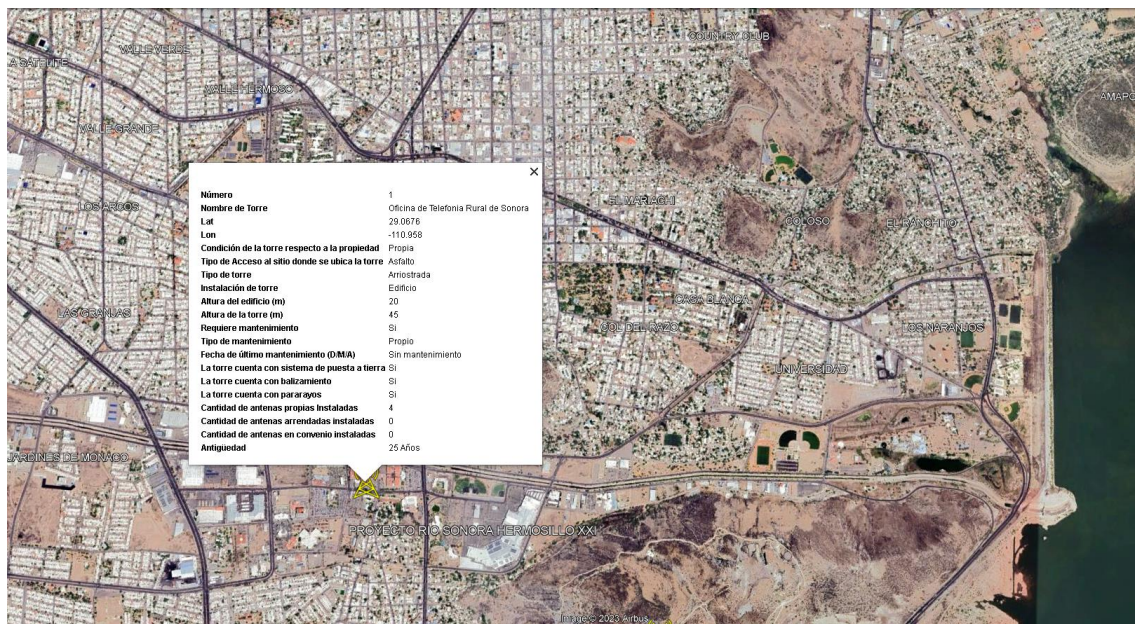 COUNTRY CLUB
VALLE VERDE
A SATELITE
VALLE HERMOSO
AMAPO
VALLE GRANDE
LOS ARCOS
EL MARIACHI
COLOSO
EL RANCHITO
LAS GRANJAS
CASA BLANCA
COL DEL RAZO
LOS NARANJOS
UNIVERSIDAD
JARDINES DE MONACO
Número 1
Nombre de Torre Oficina de Telefonia Rural de Sonora
Lat 29.0676
Lon -110.958
Condición de la torre respecto a la propiedad Propia
Tipo de Acceso al sitio donde se ubica la torre Asfalto
Tipo de torre Arriostrada
Instalación de torre Edificio
Altura del edificio (m) 20
Altura de la torre (m) 45
Requiere mantenimiento Si
Tipo de mantenimiento Propio
Fecha de último mantenimiento (D/M/A) Sin mantenimiento
La torre cuenta con sistema de puesta a tierra Si
La torre cuenta con balizamiento Si
La torre cuenta con pararayos Si
Cantidad de antenas propias Instaladas 4
Cantidad de antenas arrendadas instaladas 0
Cantidad de antenas en convenio instaladas 0
Antigüedad 25 Años
PROYECTO RIO SONORA HERMOSILLO XXI
Image © 2023 Airbus